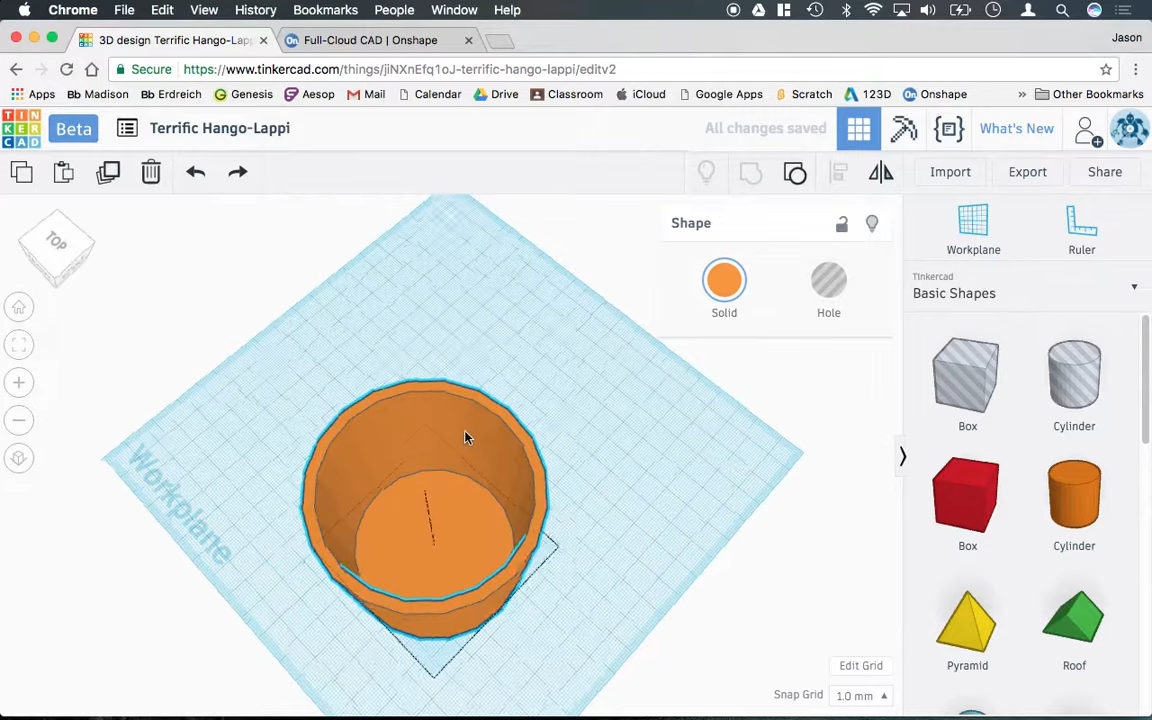 Chrome File Edit View History Bookmarks People Window Help
3D design Terrific Hango-Lapp
Full-Cloud CAD | Onshape
Jason
Secure https://www.tinkercad.com/things/jiNXnEfq1oJ-terrific-hango-lappi/editv2
Apps Bb Madison Bb Erdreich Genesis Aesop Mail Calendar Drive Classroom iCloud Google Apps Scratch 123D Onshape » Other Bookmarks
TIN
KER
CAD
Beta
Terrific Hango-Lappi
All changes saved
What's New
Import Export Share
TOP
Shape
Solid Hole
Workplane Ruler
Tinkercad
Basic Shapes
Box Cylinder
Box Cylinder
Pyramid Roof
Workplane
Edit Grid
Snap Grid 1.0 mm